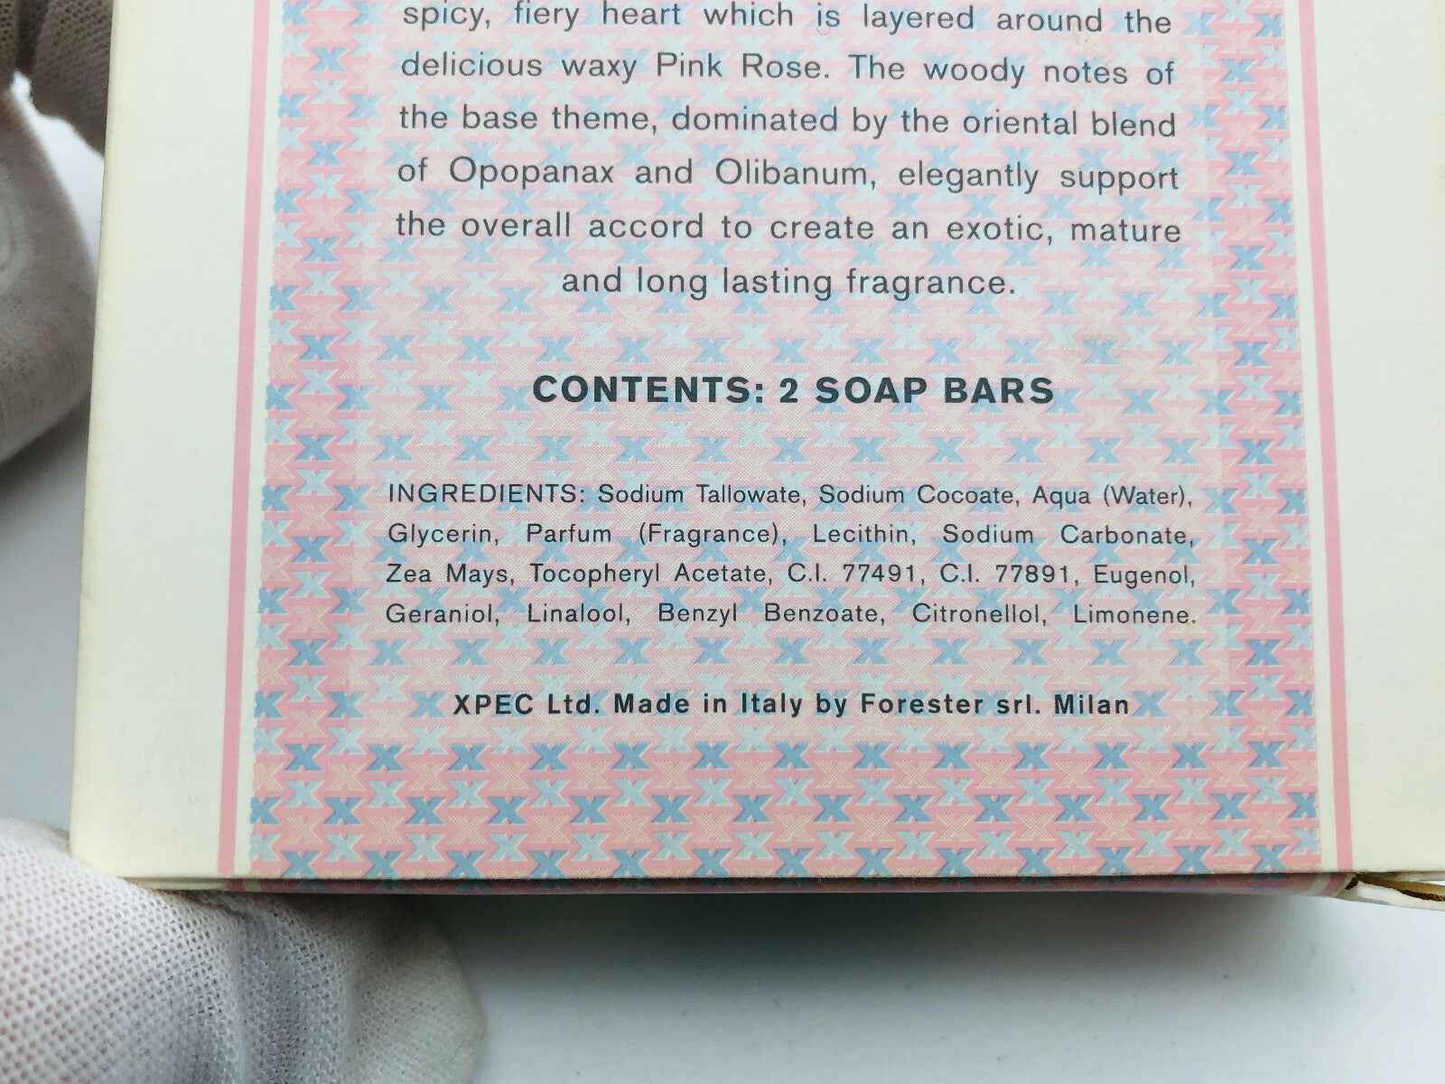 spicy, fiery heart which is layered around the
delicious waxy Pink Rose. The woody notes of
the base theme, dominated by the oriental blend
of Opopanax and Olibanum, elegantly support
the overall accord to create an exotic, mature
and long lasting fragrance.
CONTENTS: 2 SOAP BARS
INGREDIENTS: Sodium Tallowate, Sodium Cocoate, Aqua (Water),
Glycerin, Parfum (Fragrance), Lecithin, Sodium Carbonate,
Zea Mays, Tocopheryl Acetate, C.I. 77491, C.I. 77891, Eugenol,
Geraniol, Linalool, Benzyl Benzoate, Citronellol, Limonene.
XPEC Ltd. Made in Italy by Forester srl. Milan